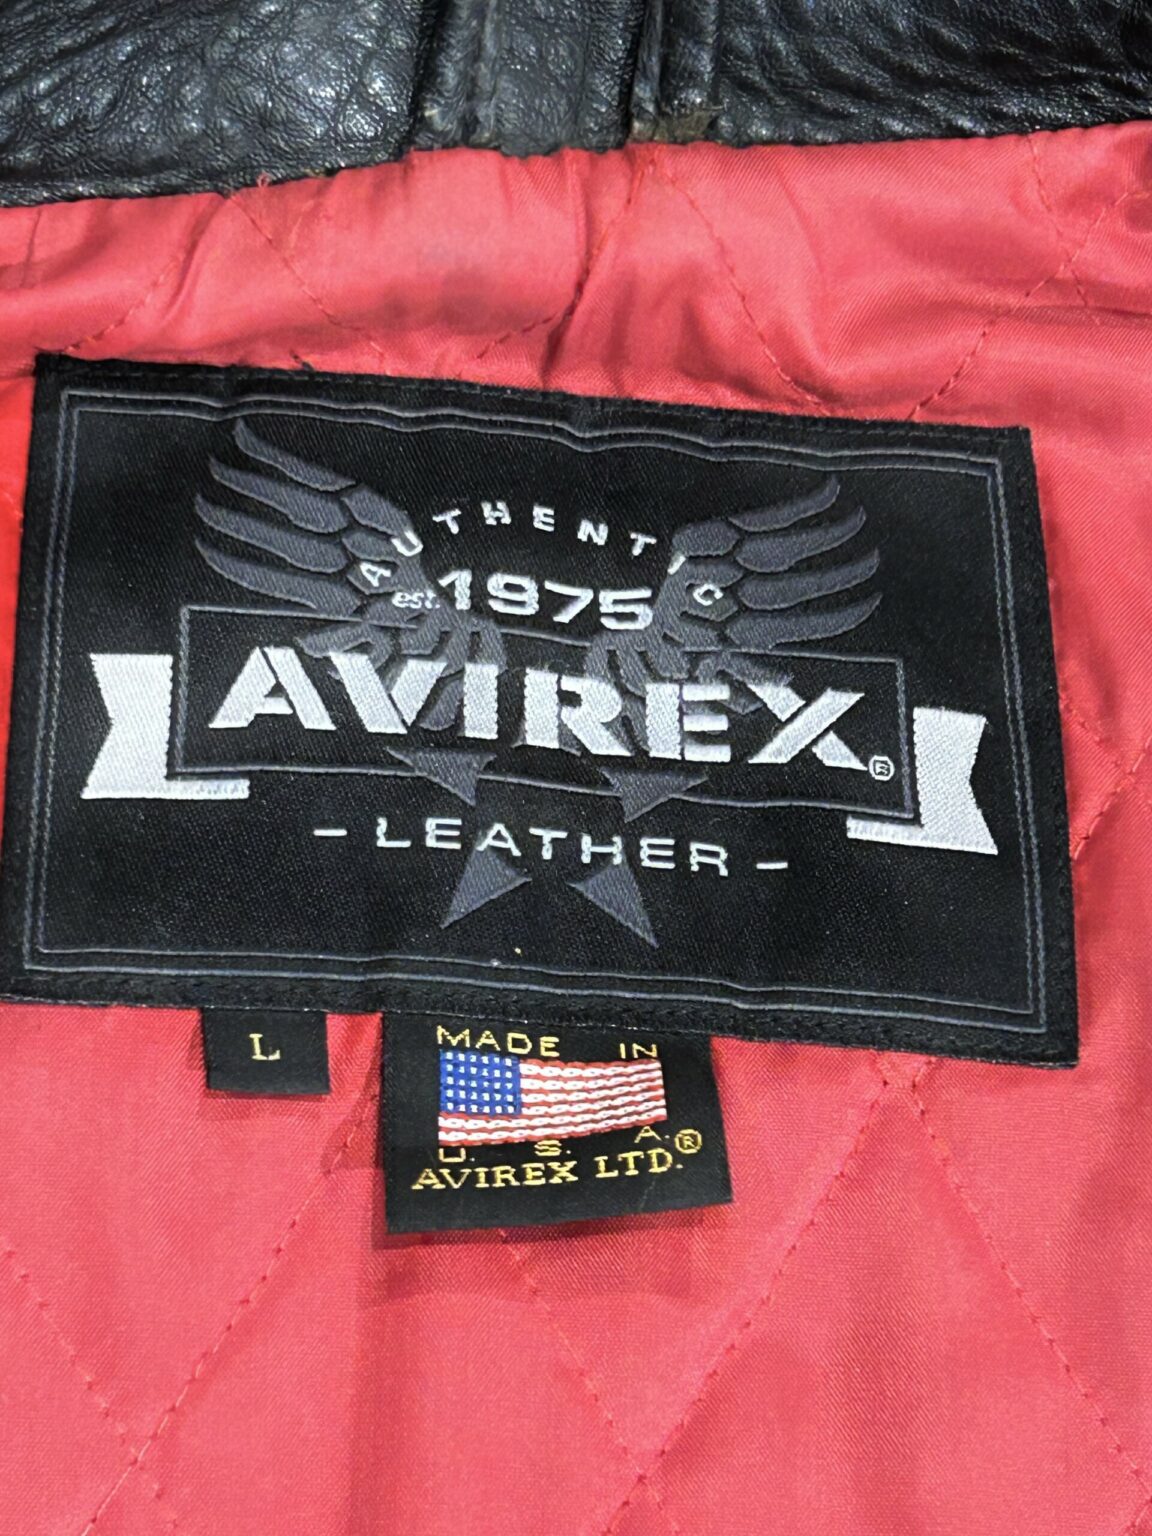 AUTHENTIC
est. 1975
AVIREX®
- LEATHER -
L
MADE IN
U. S. A.
AVIREX LTD.®